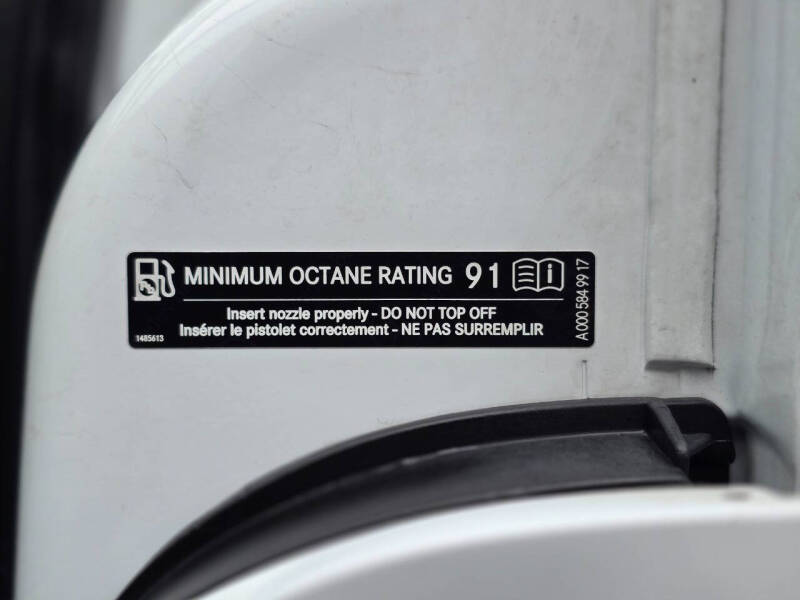 MINIMUM OCTANE RATING 91
Insert nozzle properly - DO NOT TOP OFF
Insérer le pistolet correctement - NE PAS SURREMPLIR
1485613
A 000 584 99 17